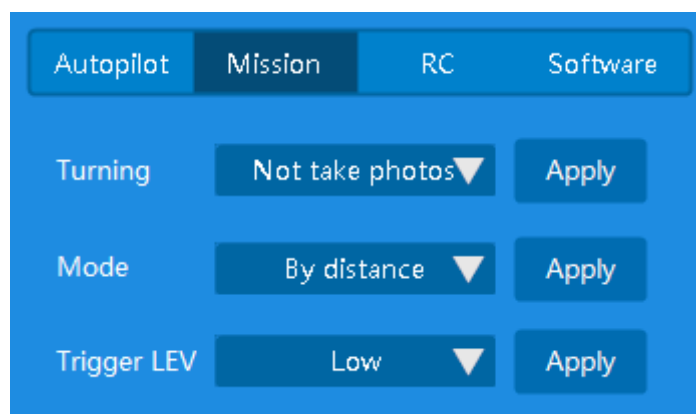 Autopilot Mission RC Software
Turning Not take photos Apply
Mode By distance Apply
Trigger LEV Low Apply